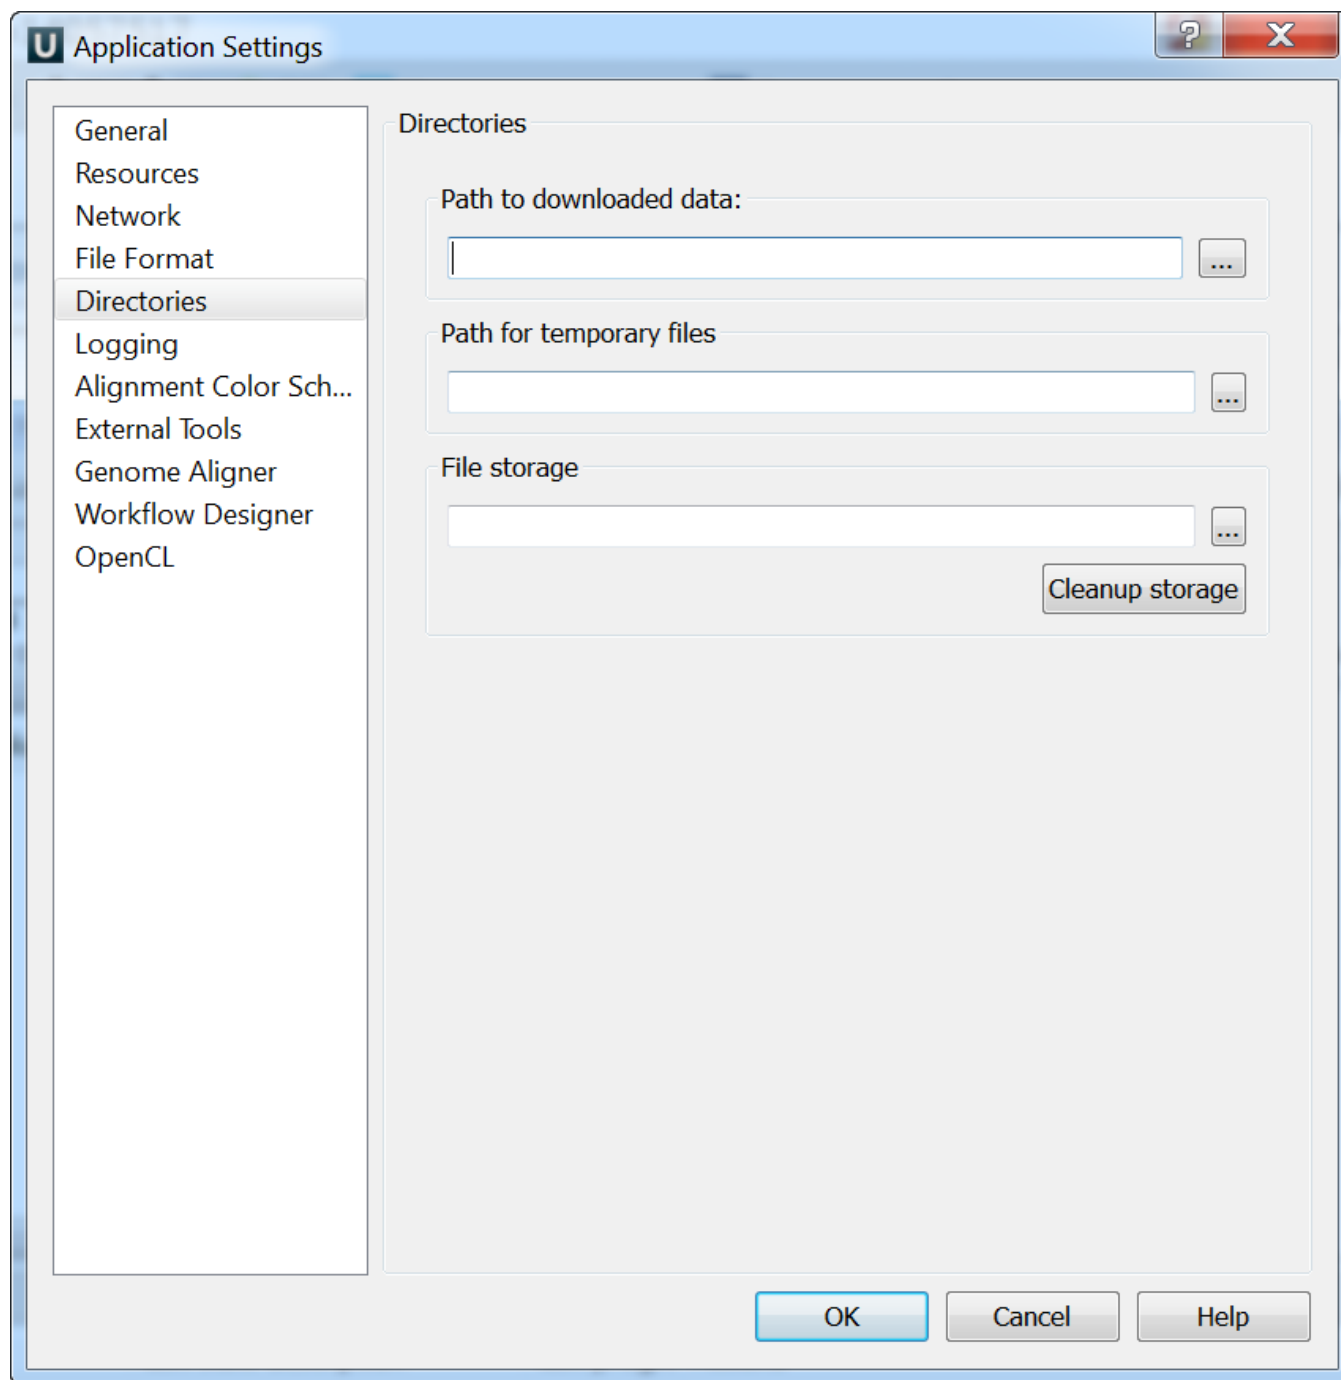 U Application Settings
General
Resources
Network
File Format
Directories
Logging
Alignment Color Sch...
External Tools
Genome Aligner
Workflow Designer
OpenCL
Directories
Path to downloaded data:
...
Path for temporary files
...
File storage
...
Cleanup storage
OK Cancel Help